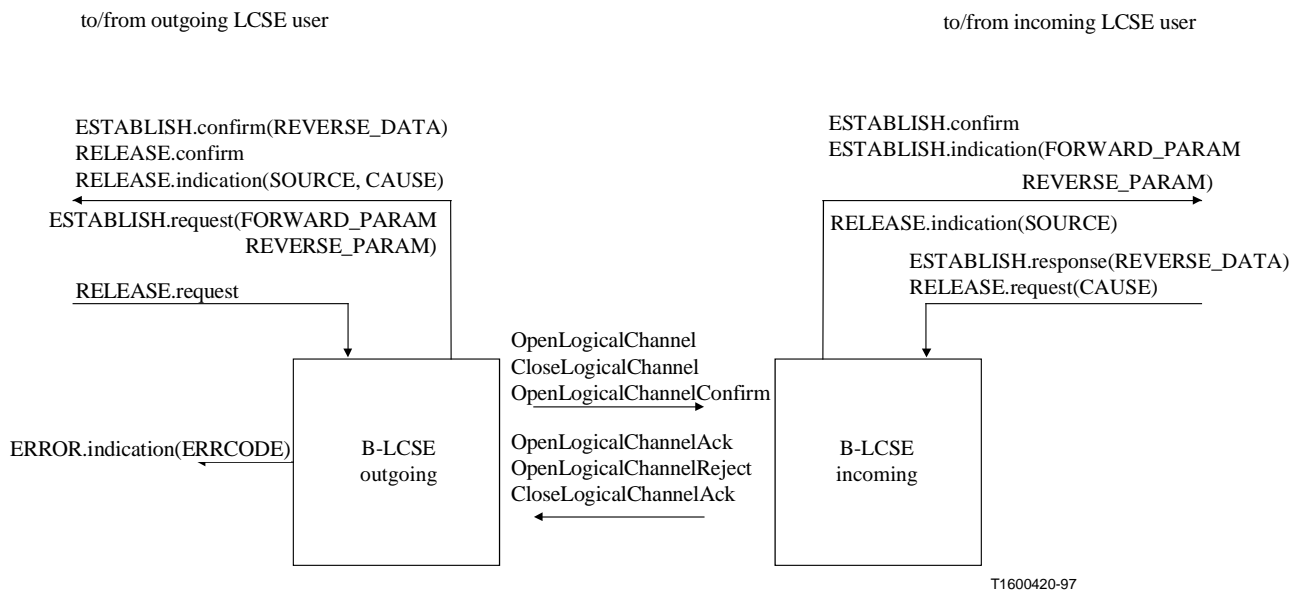 to/from outgoing LCSE user
to/from incoming LCSE user
ESTABLISH.confirm(REVERSE_DATA)
RELEASE.confirm
RELEASE.indication(SOURCE, CAUSE)
ESTABLISH.request(FORWARD_PARAM
REVERSE_PARAM)
RELEASE.request
ESTABLISH.confirm
ESTABLISH.indication(FORWARD_PARAM
REVERSE_PARAM)
RELEASE.indication(SOURCE)
ESTABLISH.response(REVERSE_DATA)
RELEASE.request(CAUSE)
OpenLogicalChannel
CloseLogicalChannel
OpenLogicalChannelConfirm
ERROR.indication(ERRCODE)
B-LCSE
outgoing
OpenLogicalChannelAck
OpenLogicalChannelReject
CloseLogicalChannelAck
B-LCSE
incoming
T1600420-97